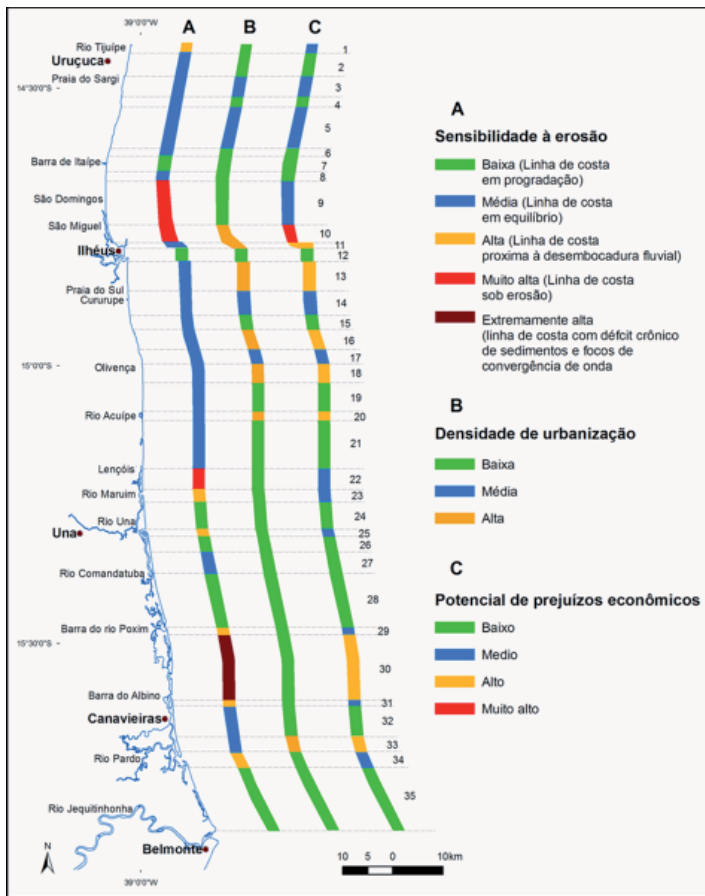 39°0'0"W
A
B
C
Rio Tijuípe
1
Uruçuca
2
Praia do Sargi
14°30'0"S
3
4
5
6
Barra de Itaípe
7
8
São Domingos
9
São Miguel
10
Ilhéus
11
12
13
Praia do Sul
Cururupe
14
15
16
17
15°0'0"S
Olivença
18
19
Rio Acuípe
20
21
Lençóis
22
Rio Maruim
23
Rio Una
24
Una
25
26
27
Rio Comandatuba
28
Barra do rio Poxim
29
15°30'0"S
30
Barra do Albino
31
Canavieiras
32
33
Rio Pardo
34
35
Rio Jequitinhonha
Belmonte
N
39°0'0"W
10 5 0 10km
A
Sensibilidade à erosão
Baixa (Linha de costa
em progradação)
Média (Linha de costa
em equilíbrio)
Alta (Linha de costa
proxima à desembocadura fluvial)
Muito alta (Linha de costa
sob erosão)
Extremamente alta
(linha de costa com défcit crônico
de sedimentos e focos de
convergência de onda
B
Densidade de urbanização
Baixa
Média
Alta
C
Potencial de prejuízos econômicos
Baixo
Medio
Alto
Muito alto